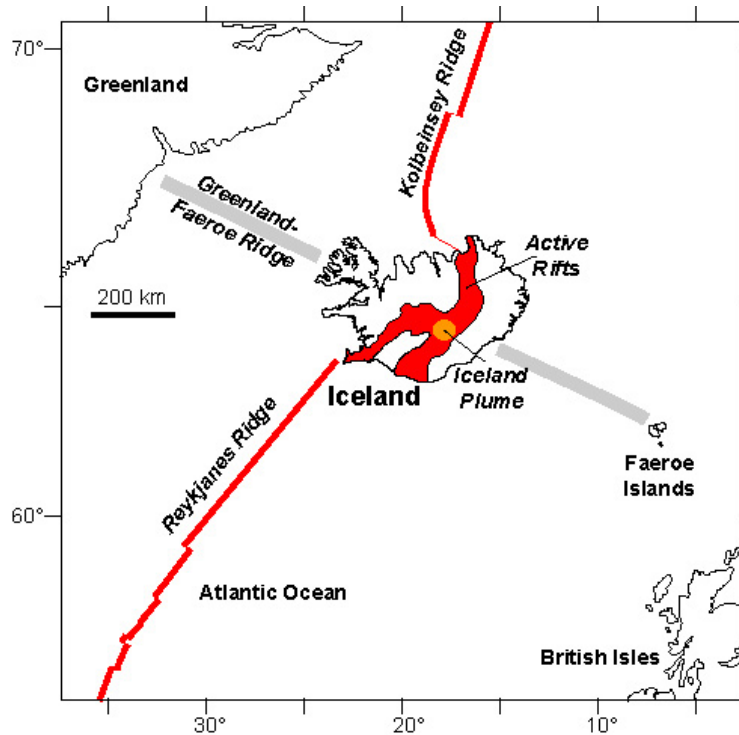 70°
Greenland
Kolbeinsey Ridge
Greenland-
Faeroe Ridge
Active
Rifts
200 km
Iceland
Plume
Iceland
Reykjanes Ridge
Faeroe
Islands
60°
Atlantic Ocean
British Isles
30°
20°
10°